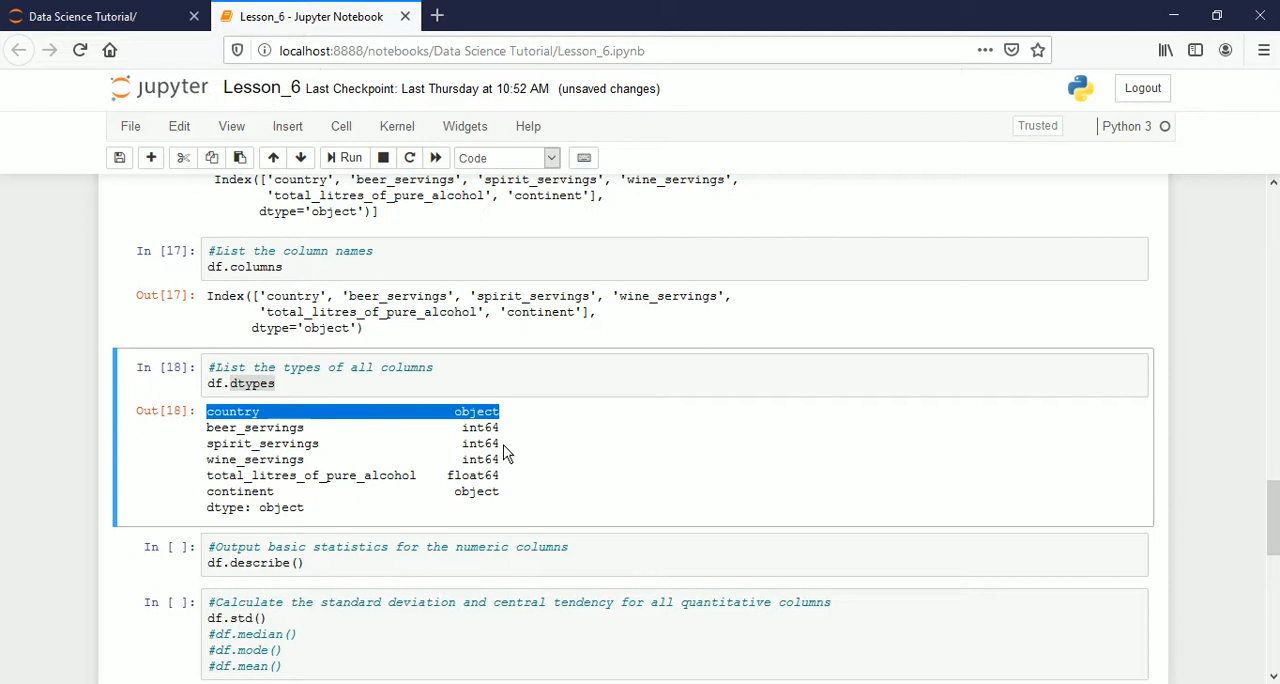 Data Science Tutorial/
Lesson_6 - Jupyter Notebook
localhost:8888/notebooks/Data Science Tutorial/Lesson_6.ipynb
jupyter Lesson_6 Last Checkpoint: Last Thursday at 10:52 AM (unsaved changes)
Logout
File Edit View Insert Cell Kernel Widgets Help
Trusted
Python 3
Run
Code
Index(['country', 'beer_servings', 'spirit_servings', 'wine_servings',
'total_litres_of_pure_alcohol', 'continent'],
dtype='object')]
In [17]: #List the column names
df.columns
Out[17]: Index(['country', 'beer_servings', 'spirit_servings', 'wine_servings',
'total_litres_of_pure_alcohol', 'continent'],
dtype='object')
In [18]: #List the types of all columns
df.dtypes
Out[18]: country object
beer_servings int64
spirit_servings int64
wine_servings int64
total_litres_of_pure_alcohol float64
continent object
dtype: object
In [ ]: #Output basic statistics for the numeric columns
df.describe()
In [ ]: #Calculate the standard deviation and central tendency for all quantitative columns
df.std()
#df.median()
#df.mode()
#df.mean()